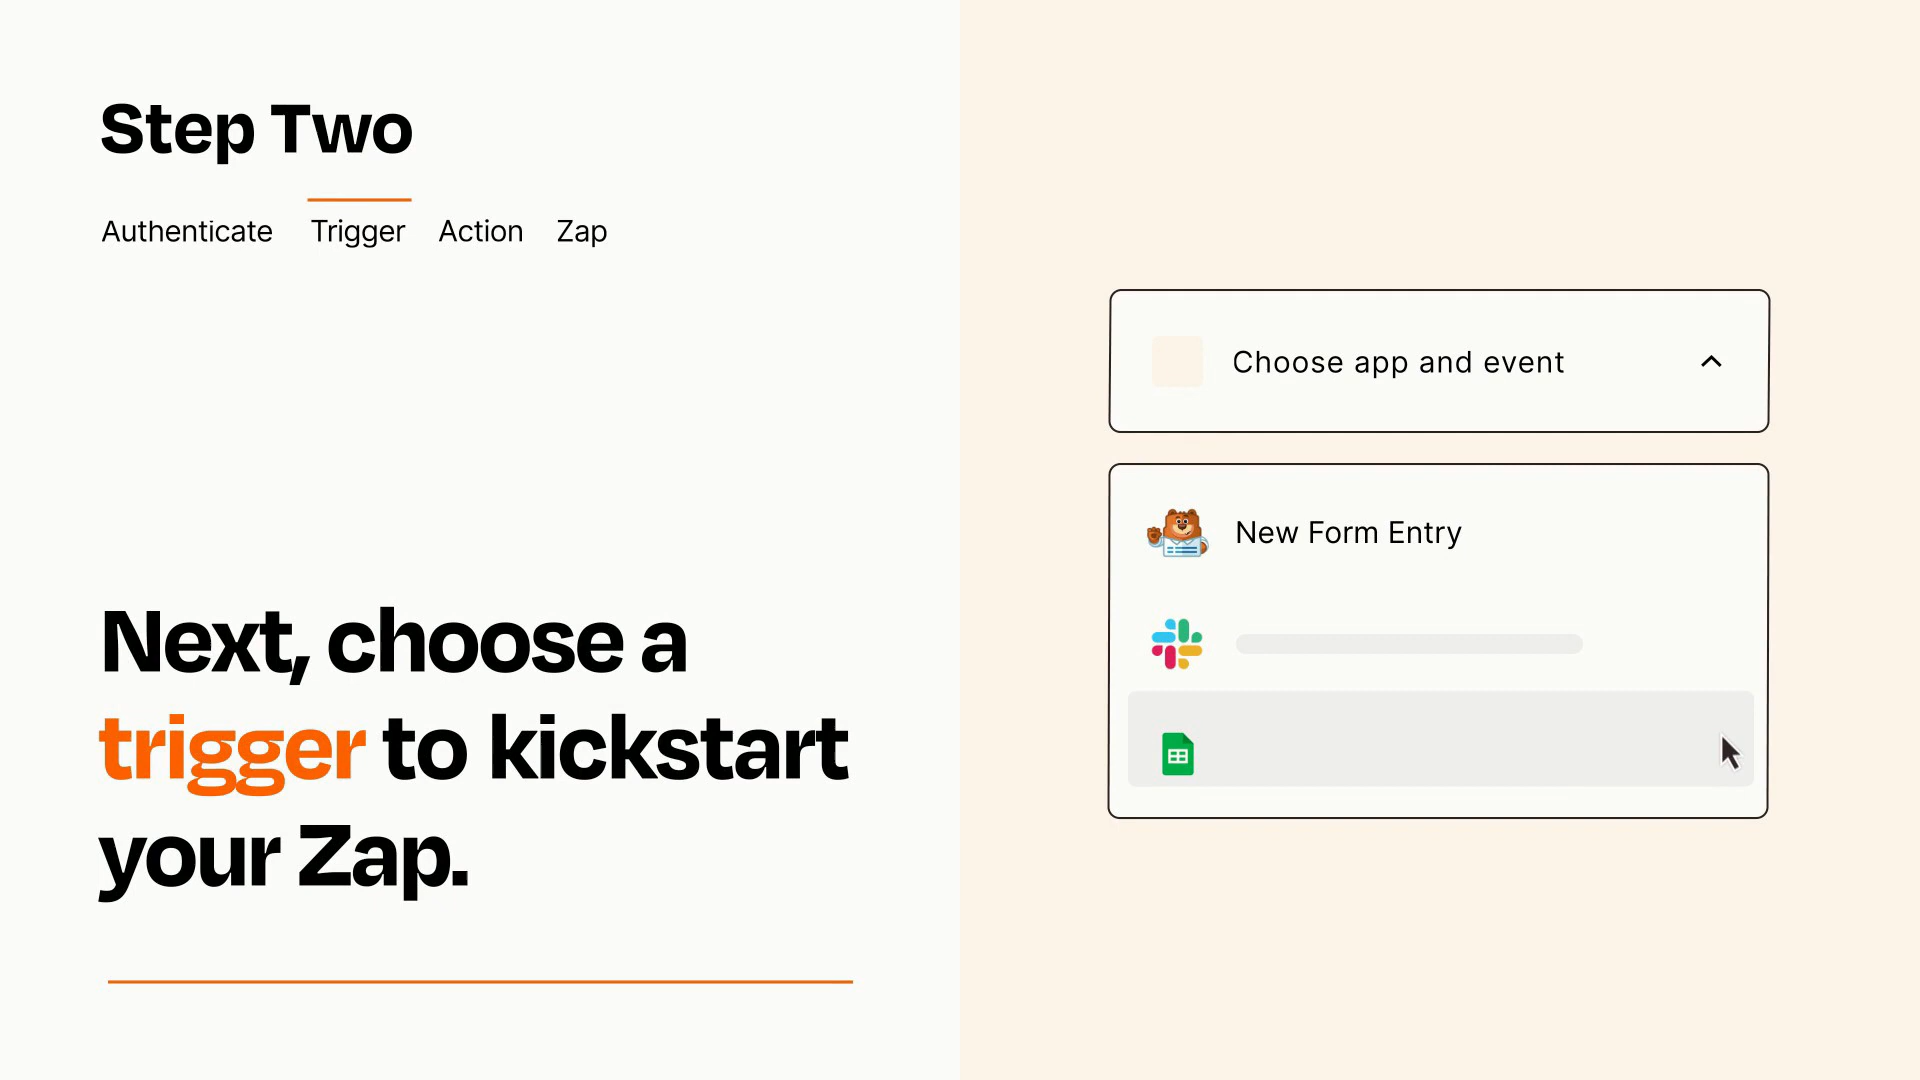 Step Two
Authenticate Trigger Action Zap
Next, choose a
trigger to kickstart
your Zap.
Choose app and event
New Form Entry